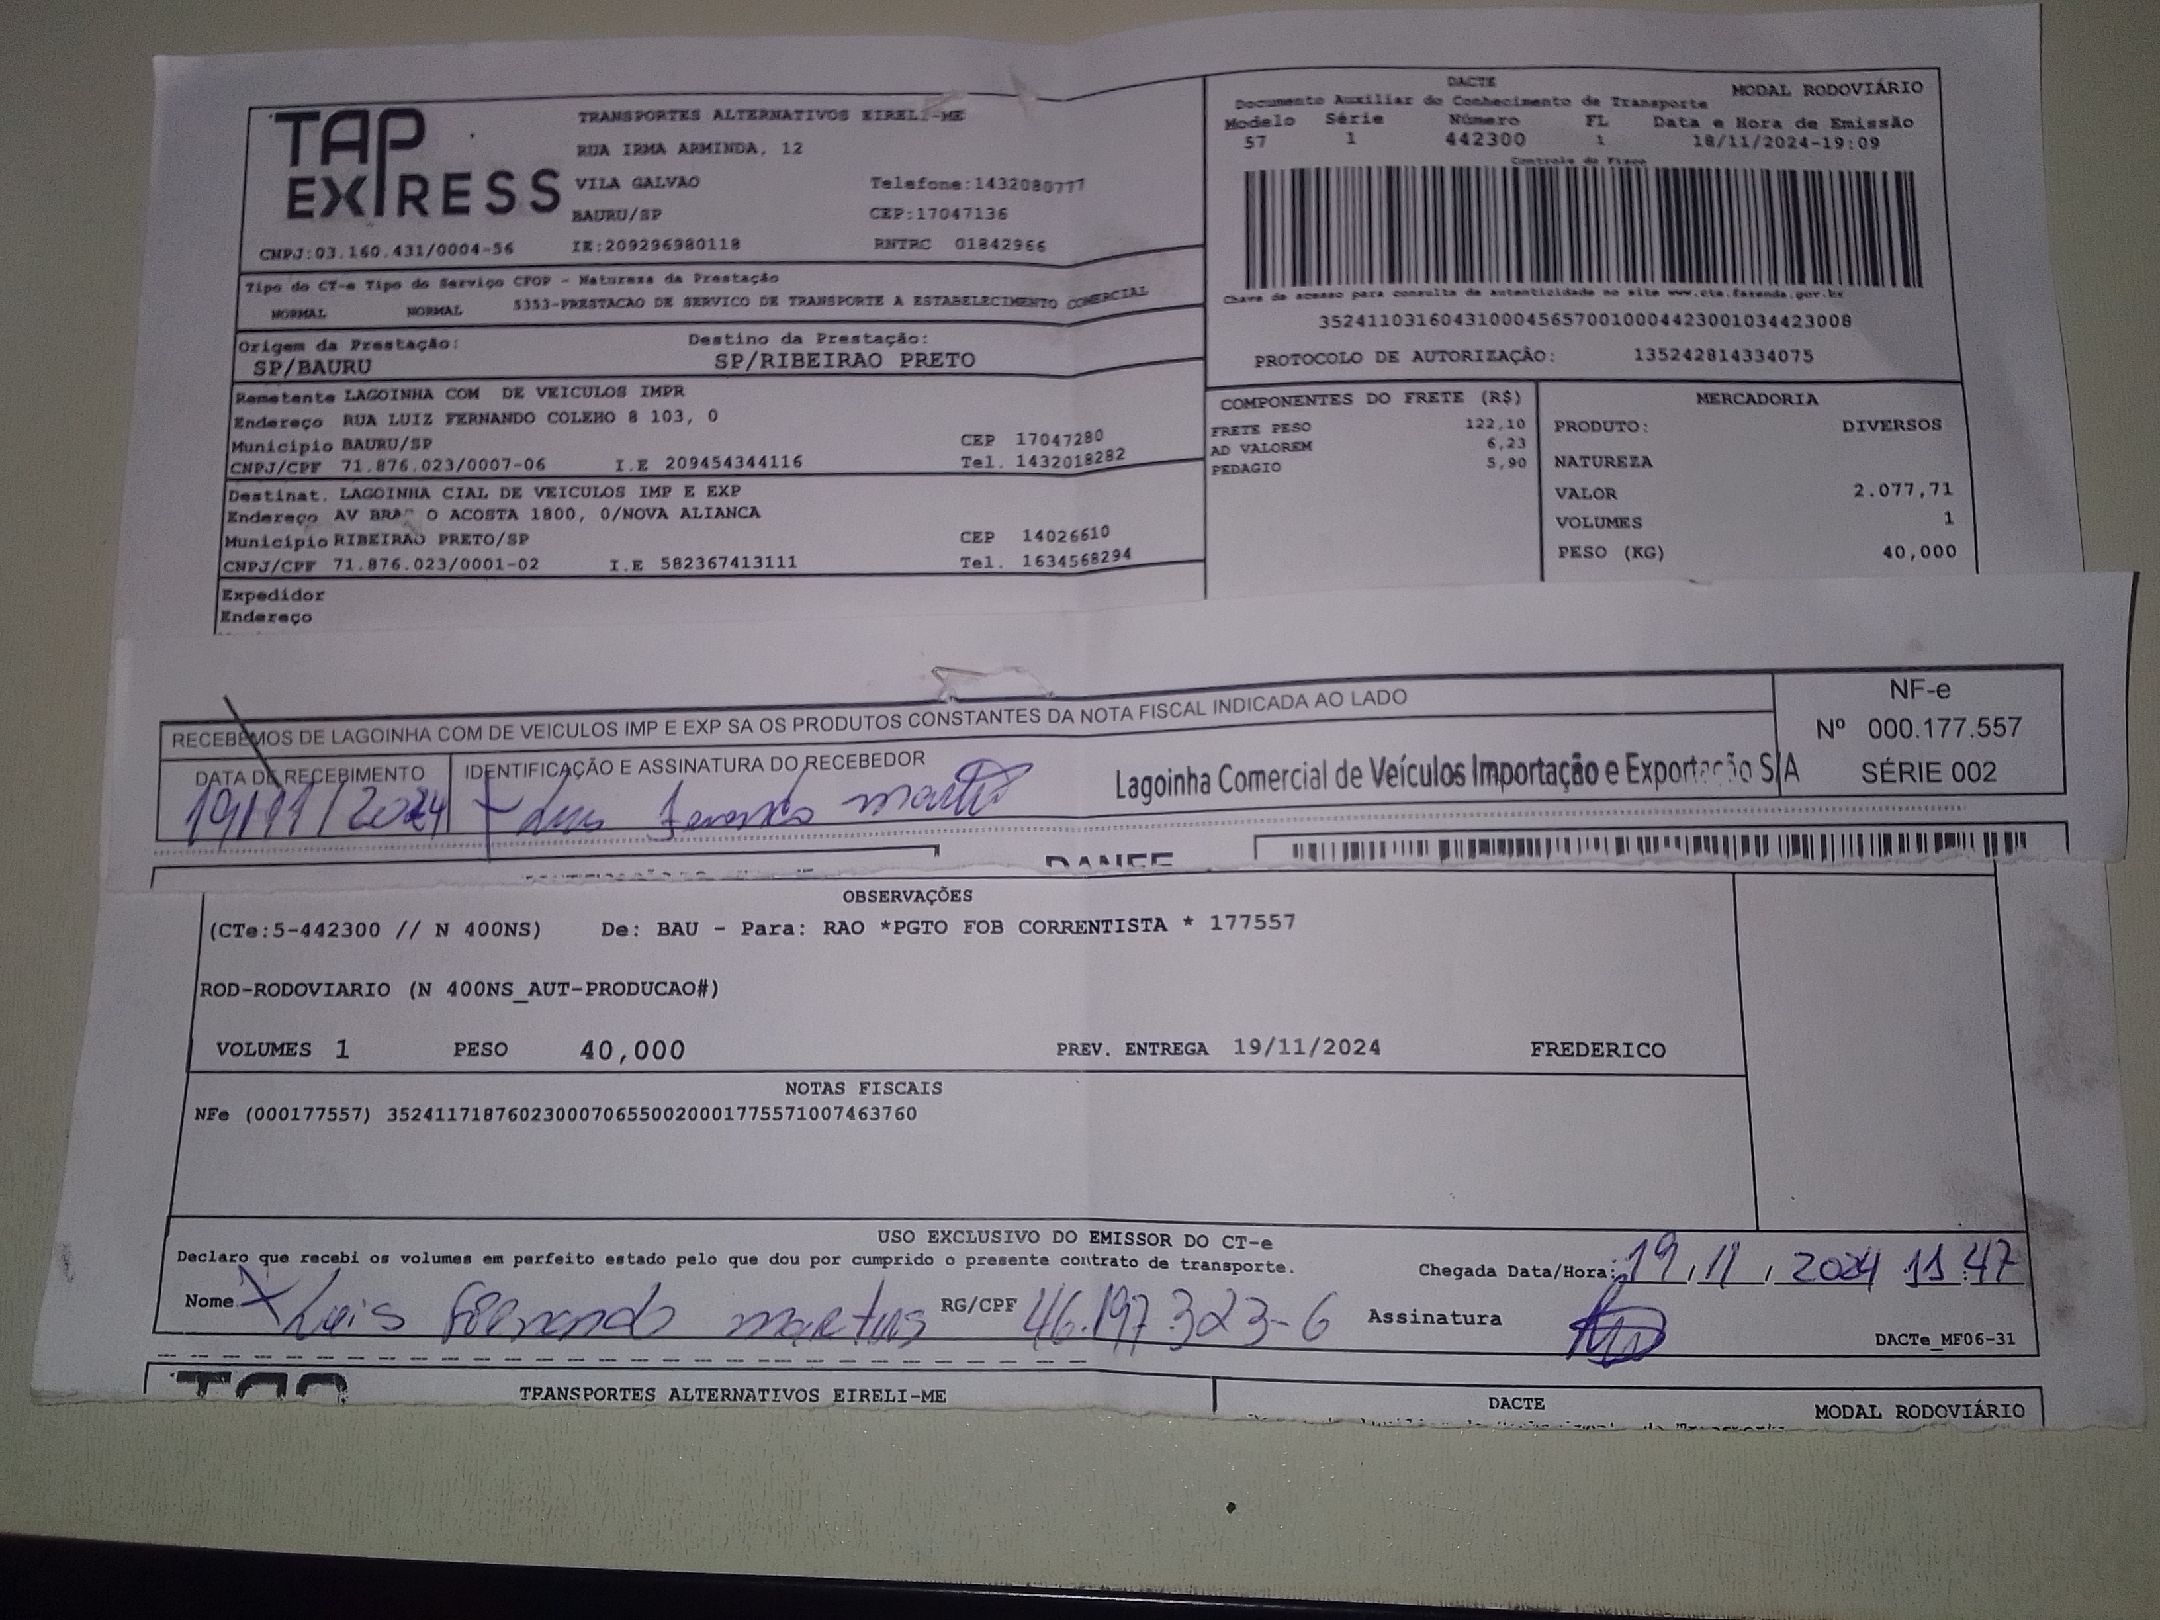 TAP EXPRESS
TRANSPORTES ALTERNATIVOS EIRELI-ME
RUA IRMA ARMINDA, 12
VILA GALVAO Telefone:1432080777
BAURU/SP CEP:17047136
CNPJ:03.160.431/0004-56 IE:209296980118 RNTRC 01842966
DACTE MODAL RODOVIÁRIO
Documento Auxiliar do Conhecimento de Transporte
Modelo Série Número FL Data e Hora de Emissão
57 1 442300 1 18/11/2024-19:09
Controle do Fisco
Chave de acesso para consulta de autenticidade no site www.cte.fazenda.gov.br
35241103160431000456570010004423001034423008
PROTOCOLO DE AUTORIZAÇÃO: 135242814334075
Tipo do CT-e Tipo do Serviço CFOP - Natureza da Prestação
NORMAL NORMAL 5353-PRESTACAO DE SERVICO DE TRANSPORTE A ESTABELECIMENTO COMERCIAL
Origem da Prestação: Destino da Prestação:
SP/BAURU SP/RIBEIRAO PRETO
Remetente LAGOINHA COM DE VEICULOS IMPR
Endereço RUA LUIZ FERNANDO COLEHO 8 103, 0
Municipio BAURU/SP CEP 17047280
CNPJ/CPF 71.876.023/0007-06 I.E 209454344116 Tel. 1432018282
Destinat. LAGOINHA CIAL DE VEICULOS IMP E EXP
Endereço AV O ACOSTA 1800, 0/NOVA ALIANCA
Municipio RIBEIRAO PRETO/SP CEP 14026610
CNPJ/CPF 71.876.023/0001-02 I.E 582367413111 Tel. 1634568294
Expedidor
Endereço
COMPONENTES DO FRETE (R$)
FRETE PESO 122,10
AD VALOREM 6,23
PEDAGIO 5,90
MERCADORIA
PRODUTO: DIVERSOS
NATUREZA
VALOR 2.077,71
VOLUMES 1
PESO (KG) 40,000
RECEBEMOS DE LAGOINHA COM DE VEICULOS IMP E EXP SA OS PRODUTOS CONSTANTES DA NOTA FISCAL INDICADA AO LADO
DATA DE RECEBIMENTO IDENTIFICAÇÃO E ASSINATURA DO RECEBEDOR
19/11/2024 Luis Fernando martins
Lagoinha Comercial de Veículos Importação e Exportação S/A
NF-e
Nº 000.177.557
SÉRIE 002
DANFE
OBSERVAÇÕES
(CTe:5-442300 // N 400NS) De: BAU - Para: RAO *PGTO FOB CORRENTISTA * 177557
ROD-RODOVIARIO (N 400NS_AUT-PRODUCAO#)
VOLUMES 1 PESO 40,000 PREV. ENTREGA 19/11/2024 FREDERICO
NOTAS FISCAIS
NFe (000177557) 35241171876023000706550020001775571007463760
USO EXCLUSIVO DO EMISSOR DO CT-e
Declaro que recebi os volumes em perfeito estado pelo que dou por cumprido o presente contrato de transporte.
Chegada Data/Hora: 19, 11, 2024 11:47
Nome X Luis Fernando martins RG/CPF 46.197.323-6 Assinatura
DACTe_MF06-31
TRANSPORTES ALTERNATIVOS EIRELI-ME DACTE MODAL RODOVIÁRIO